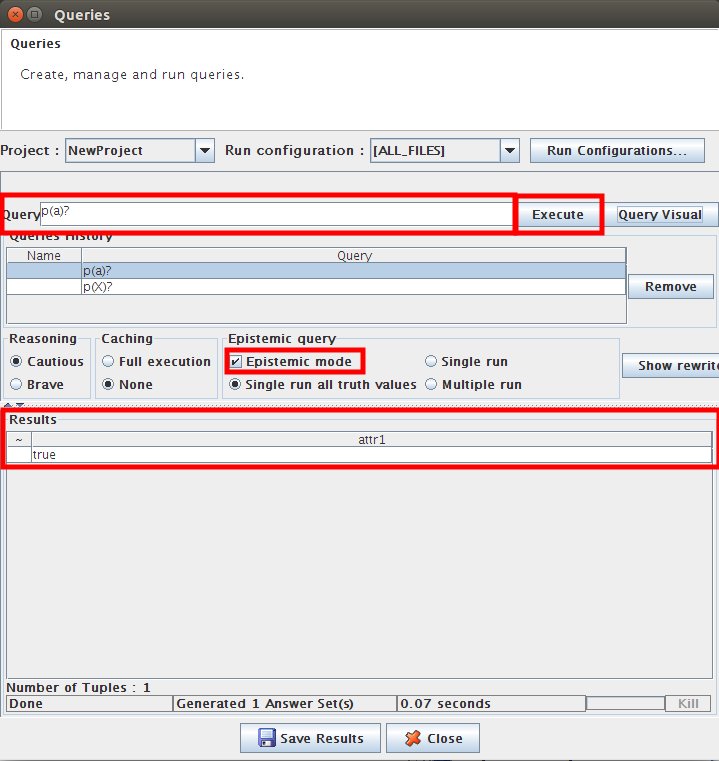 Queries
Queries
Create, manage and run queries.
Project : NewProject Run configuration : [ALL_FILES] Run Configurations...
Query p(a)? Execute Query Visual
Queries History
Name Query
p(a)?
p(X)?
Remove
Reasoning Caching Epistemic query
Cautious Full execution Epistemic mode Single run
Brave None Single run all truth values Multiple run
Show rewrite
Results
~ attr1
true
Number of Tuples : 1
Done Generated 1 Answer Set(s) 0.07 seconds Kill
Save Results Close